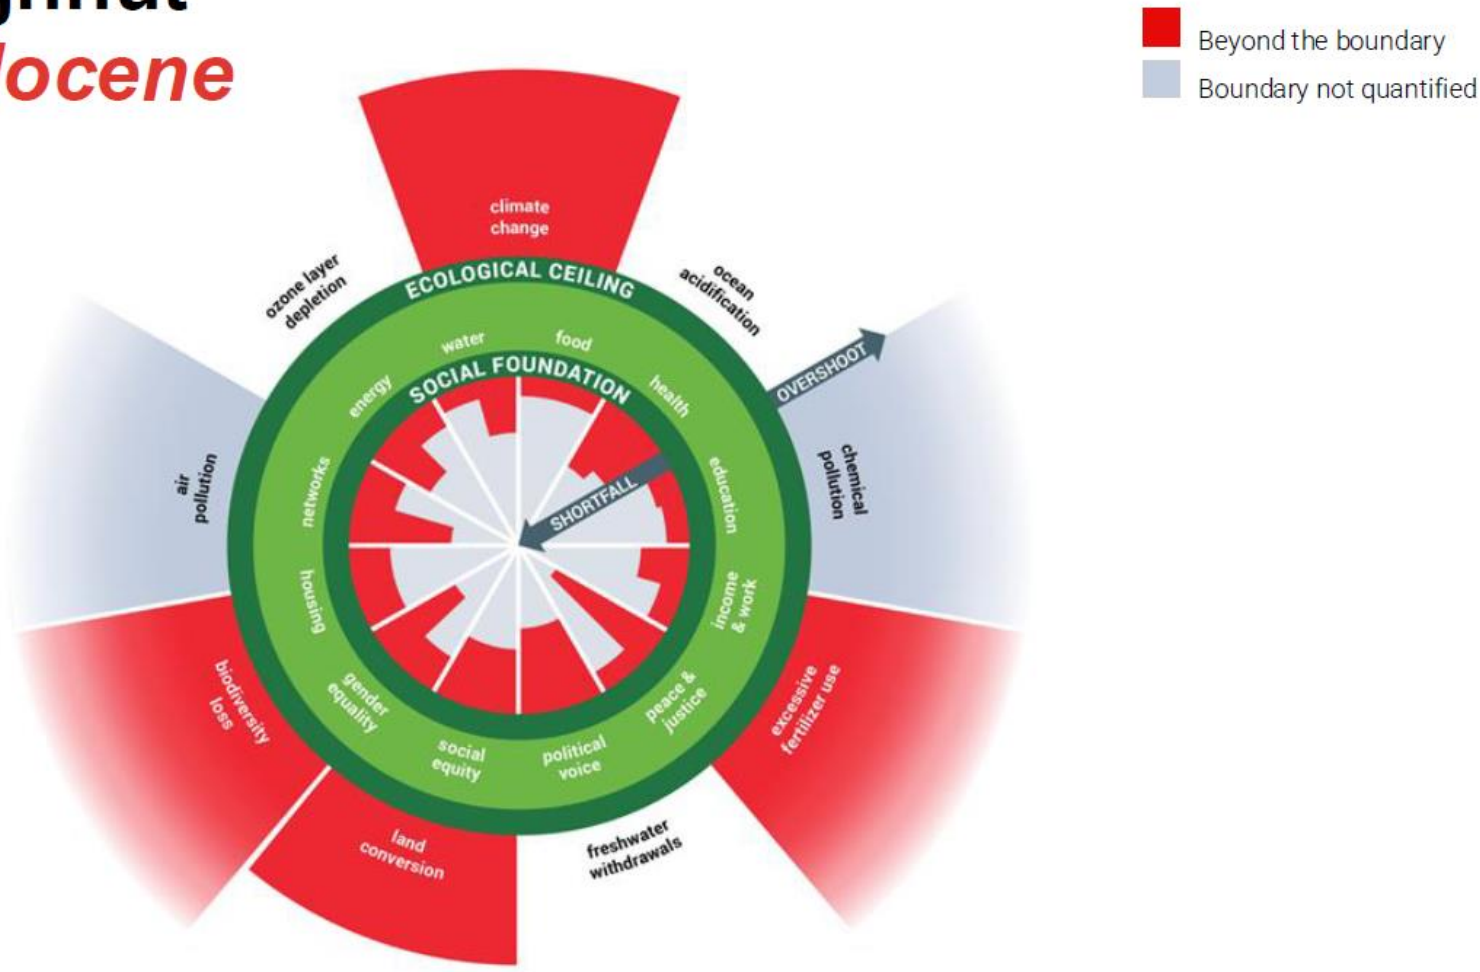 Beyond the boundary
Boundary not quantified
climate
change
ozone layer
depletion
ocean
acidification
ECOLOGICAL CEILING
water
food
SOCIAL FOUNDATION
energy
health
OVERSHOOT
networks
education
SHORTFALL
air
pollution
chemical
pollution
housing
income
& work
biodiversity
loss
gender
equality
peace &
justice
excessive
fertilizer use
social
equity
political
voice
land
conversion
freshwater
withdrawals